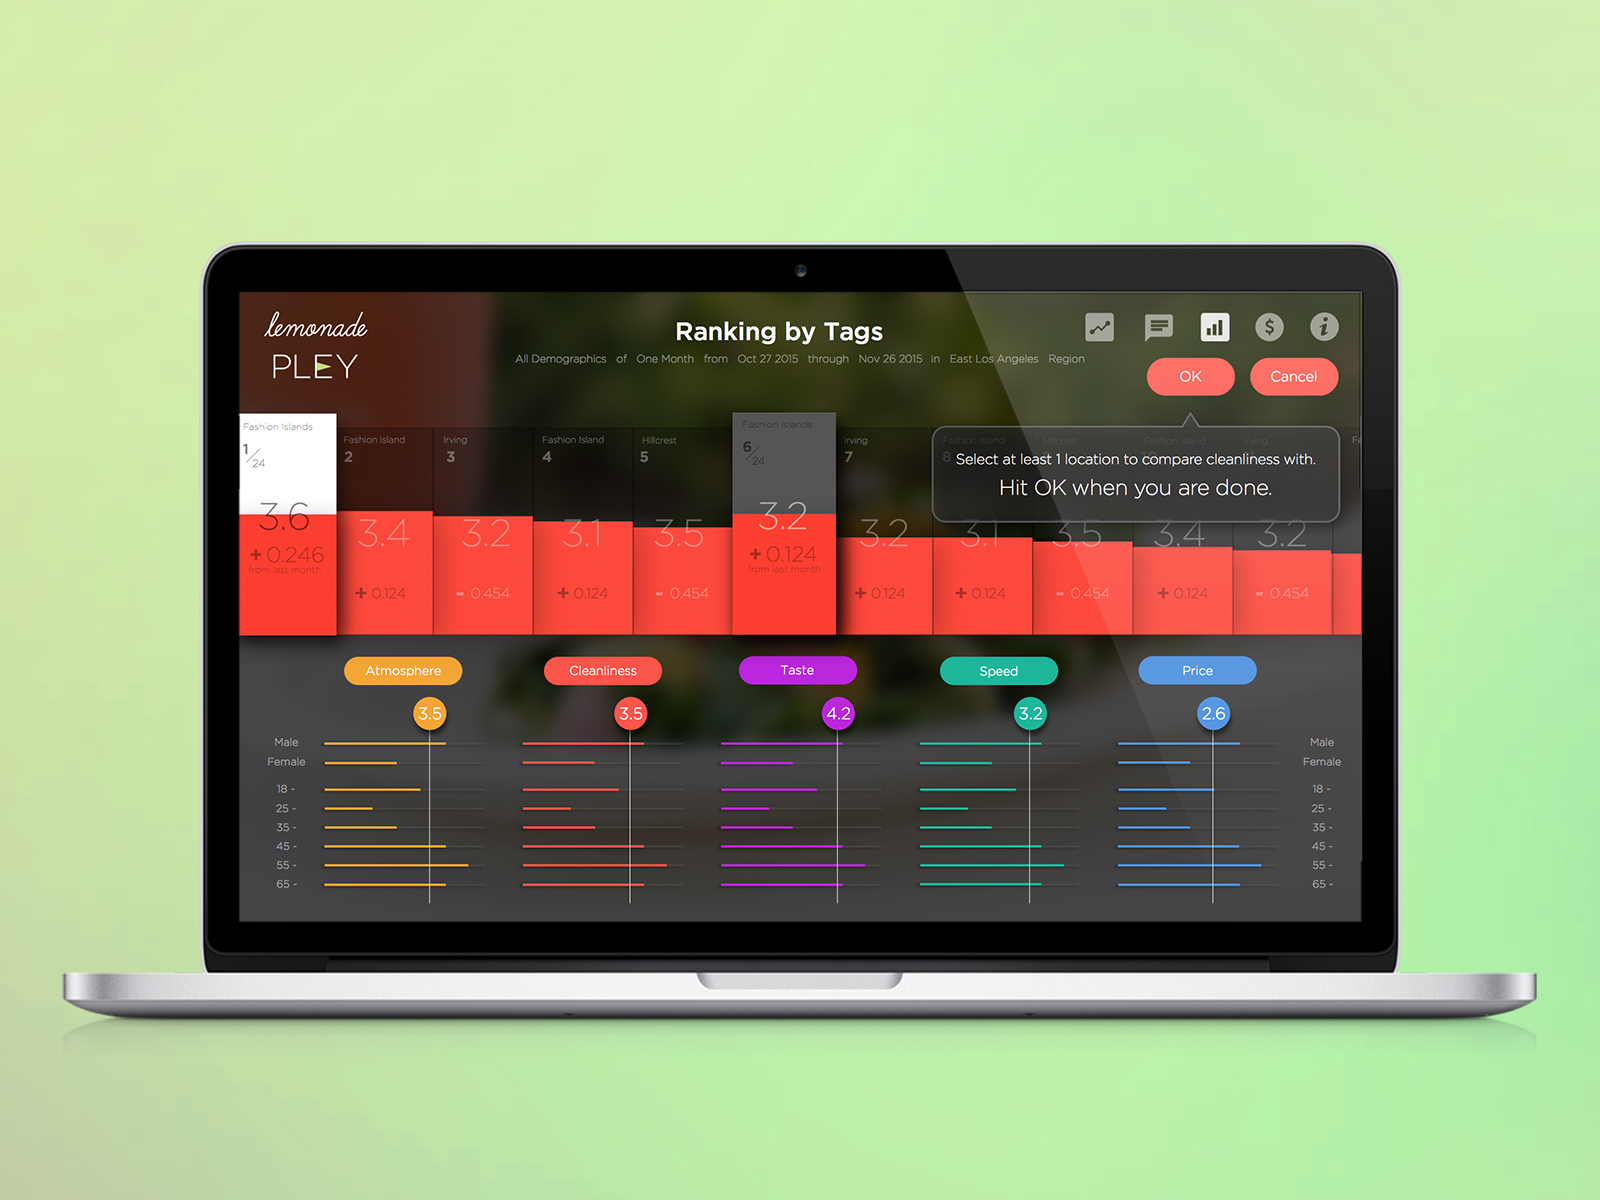 lemonade
PLEY
Ranking by Tags
All Demographics of One Month from Oct 27 2015 through Nov 26 2015 in East Los Angeles Region
OK
Cancel
Select at least 1 location to compare cleanliness with.
Hit OK when you are done.
Fashion Islands
1/24
3.6
+ 0.246
from last month
Fashion Island
2
3.4
+ 0.124
Irving
3
3.2
- 0.454
Fashion Island
4
3.1
+ 0.124
Hillcrest
5
3.5
- 0.454
Fashion Islands
6/24
3.2
+ 0.124
from last month
Irving
7
3.2
+ 0.124
Fashion Island
8
3.1
+ 0.124
Hillcrest
3.5
- 0.454
Fashion Island
3.4
+ 0.124
Irving
3.2
- 0.454
Fa
Atmosphere
Cleanliness
Taste
Speed
Price
3.5
3.5
4.2
3.2
2.6
Male
Female
18 -
25 -
35 -
45 -
55 -
65 -
Male
Female
18 -
25 -
35 -
45 -
55 -
65 -